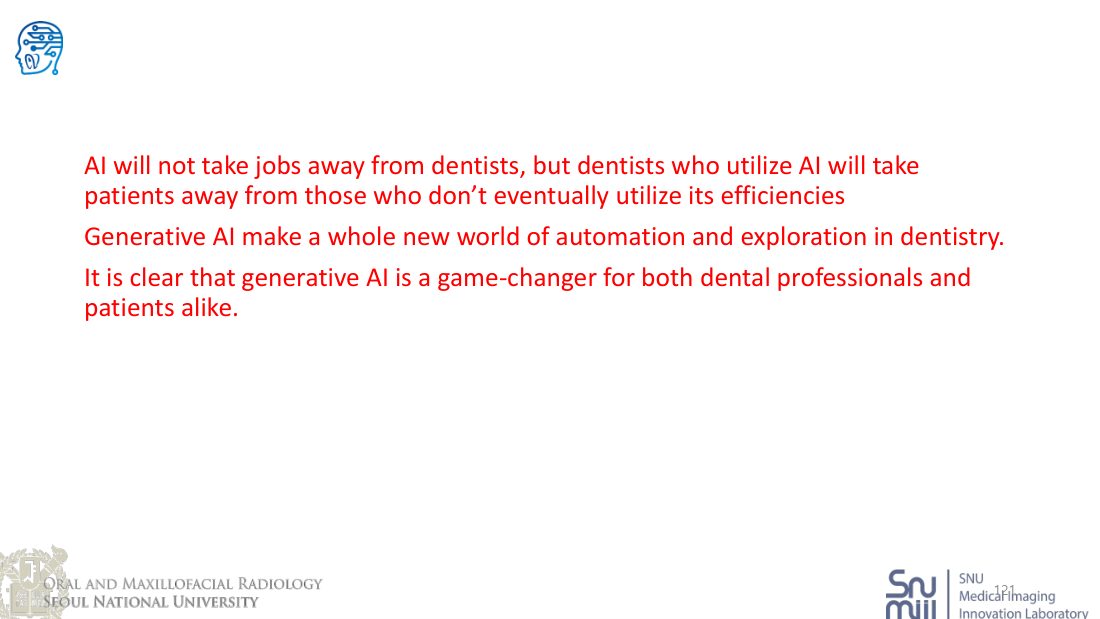 AI will not take jobs away from dentists, but dentists who utilize AI will take
patients away from those who don’t eventually utilize its efficiencies
Generative AI make a whole new world of automation and exploration in dentistry.
It is clear that generative AI is a game-changer for both dental professionals and
patients alike.
ORAL AND MAXILLOFACIAL RADIOLOGY
SEOUL NATIONAL UNIVERSITY
SNU
mill
SNU
Medical Imaging
Innovation Laboratory
121